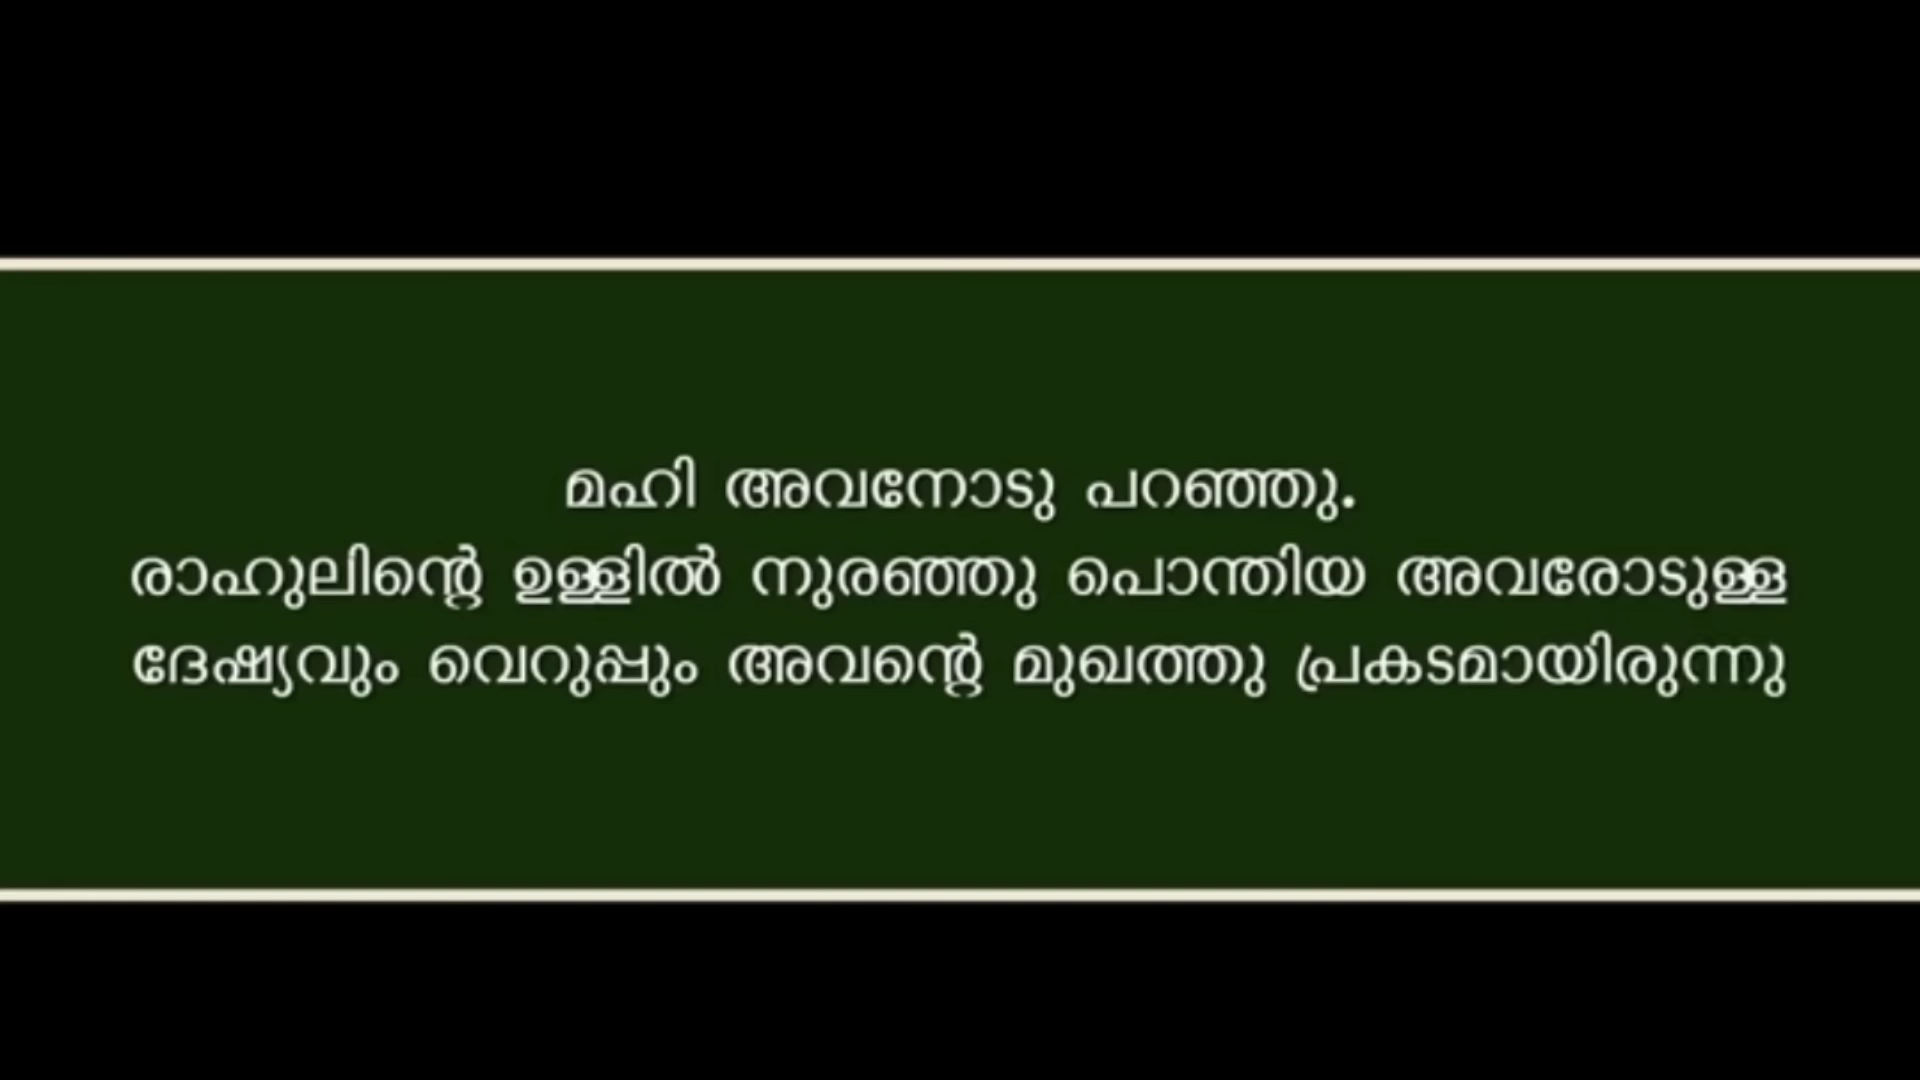 മഹി അവനോടു പറഞ്ഞു.
രാഹുലിന്റെ ഉള്ളിൽ നുരഞ്ഞു പൊന്തിയ അവരോടുള്ള
ദേഷ്യവും വെറുപ്പും അവന്റെ മുഖത്തു പ്രകടമായിരുന്നു